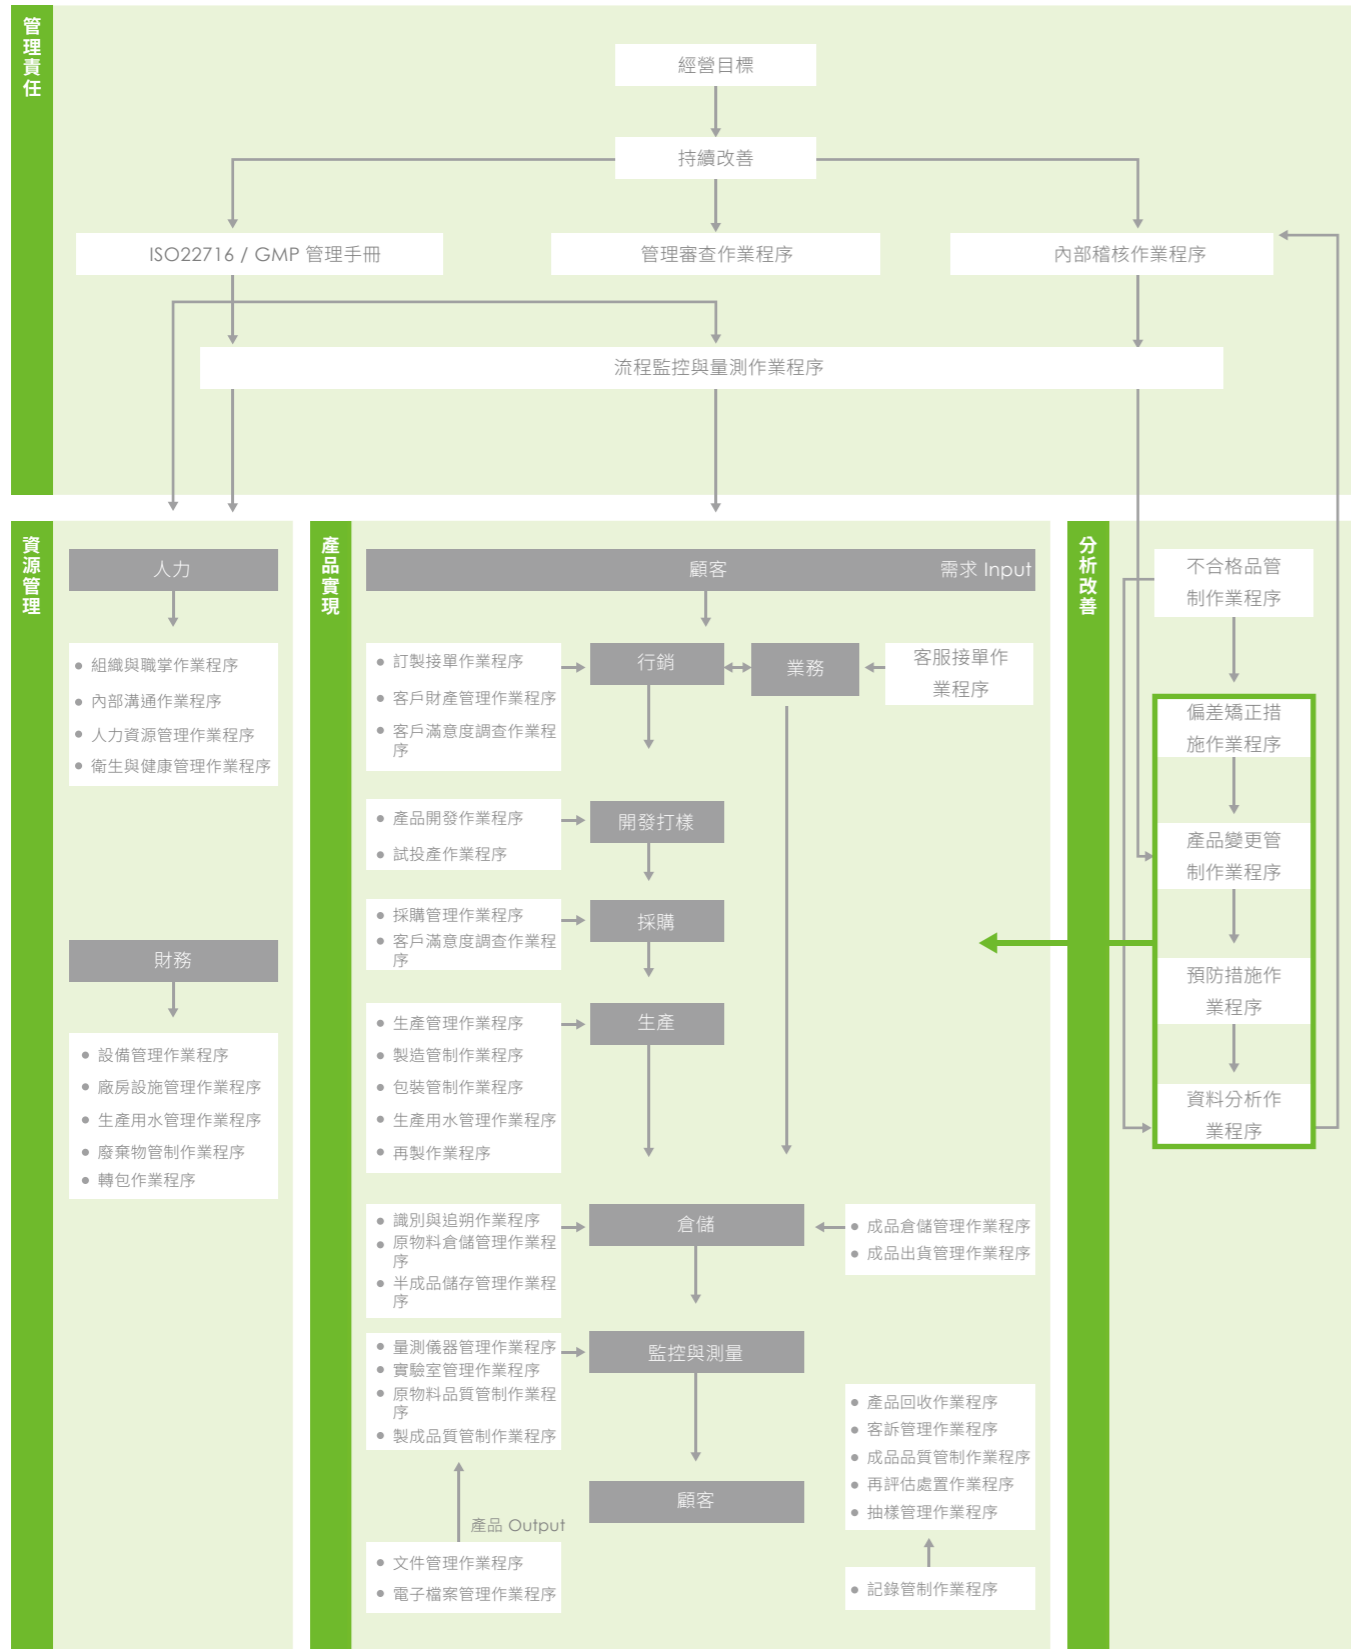 管理責任
經營目標
持續改善
ISO22716 / GMP 管理手冊
管理審查作業程序
內部稽核作業程序
流程監控與量測作業程序
資源管理
人力
組織與職掌作業程序
內部溝通作業程序
人力資源管理作業程序
衛生與健康管理作業程序
財務
設備管理作業程序
廠房設施管理作業程序
生產用水管理作業程序
廢棄物管制作業程序
轉包作業程序
產品實現
顧客
需求 Input
訂製接單作業程序
客戶財產管理作業程序
客戶滿意度調查作業程
序
行銷
業務
客服接單作
業程序
產品開發作業程序
試投產作業程序
開發打樣
採購管理作業程序
客戶滿意度調查作業程
序
採購
生產管理作業程序
製造管制作業程序
包裝管制作業程序
生產用水管理作業程序
再製作業程序
生產
識別與追朔作業程序
原物料倉儲管理作業程
序
半成品儲存管理作業程
序
倉儲
成品倉儲管理作業程序
成品出貨管理作業程序
量測儀器管理作業程序
實驗室管理作業程序
原物料品質管制作業程
序
製成品質管制作業程序
監控與測量
顧客
產品 Output
文件管理作業程序
電子檔案管理作業程序
產品回收作業程序
客訴管理作業程序
成品品質管制作業程序
再評估處置作業程序
抽樣管理作業程序
記錄管制作業程序
分析改善
不合格品管
制作業程序
偏差矯正措
施作業程序
產品變更管
制作業程序
預防措施作
業程序
資料分析作
業程序